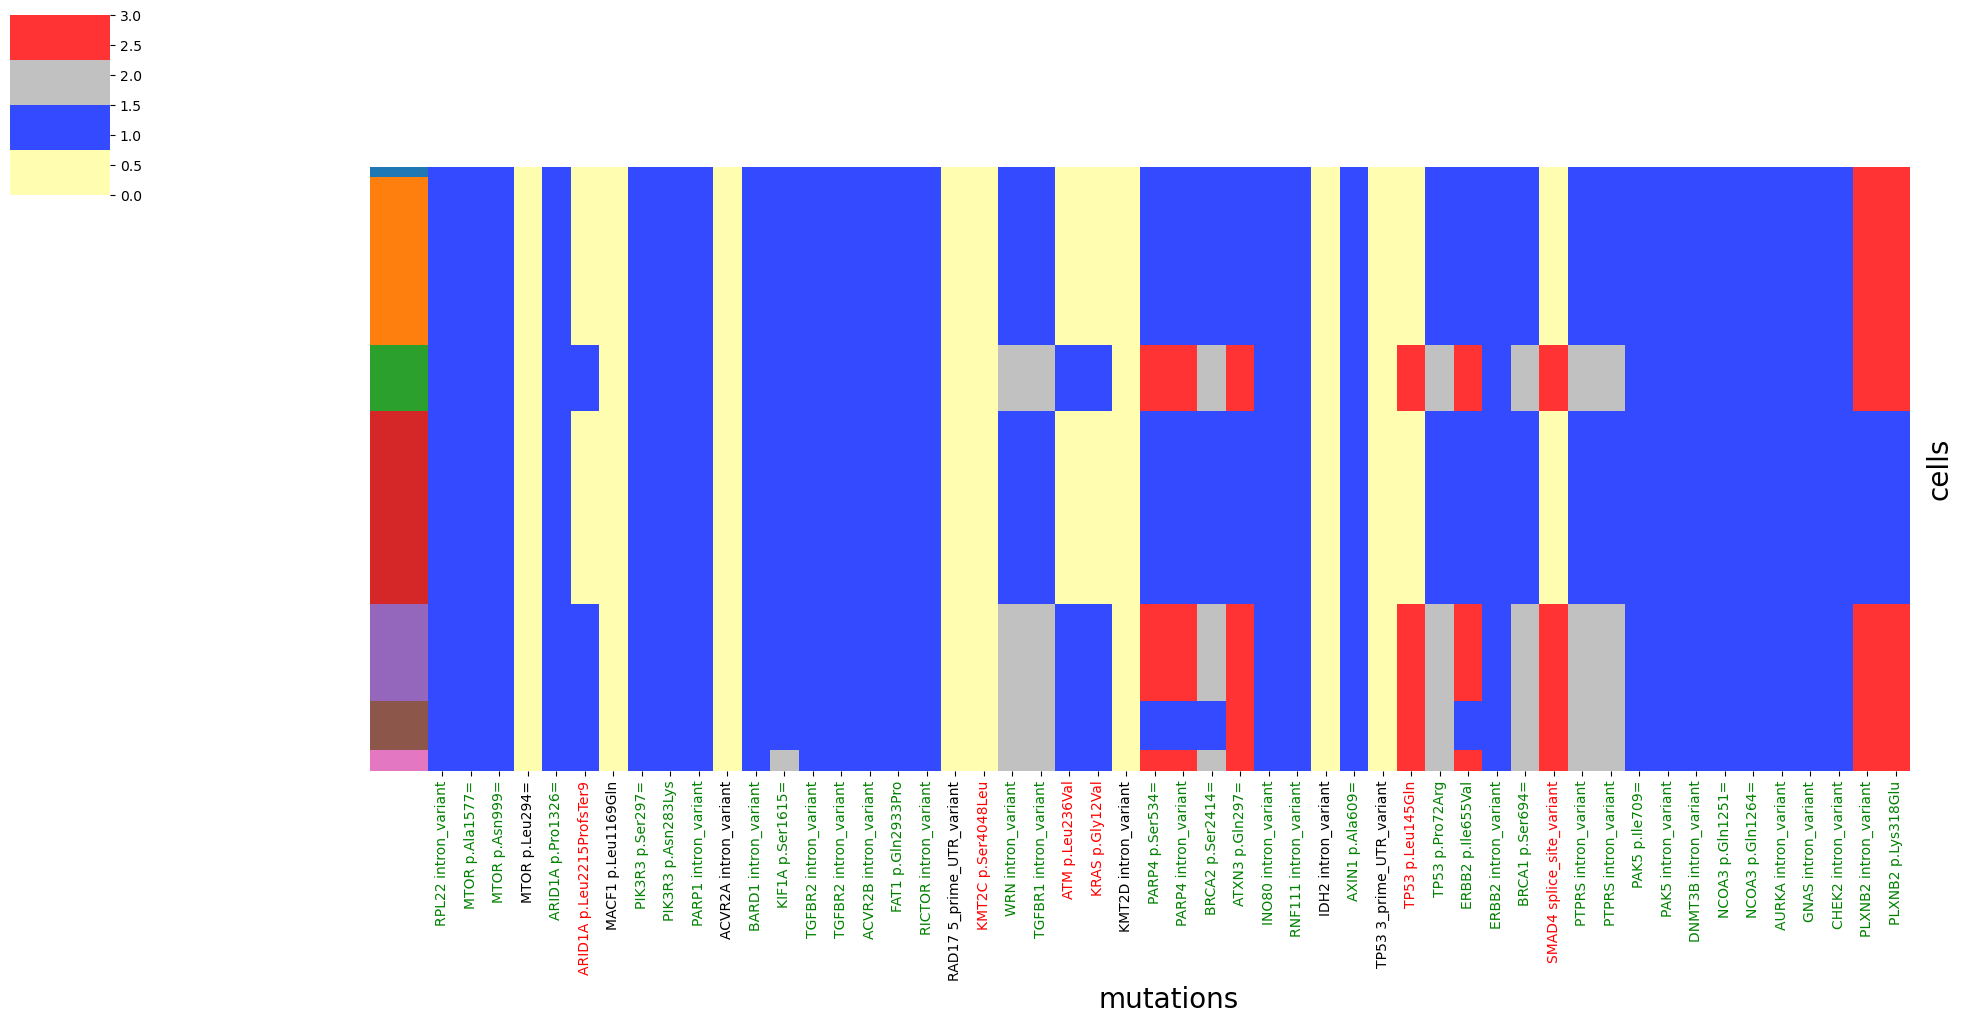 3.0
2.5
2.0
1.5
1.0
0.5
0.0
cells
RPL22 intron_variant
MTOR p.Ala1577=
MTOR p.Asn999=
MTOR p.Leu294=
ARID1A p.Pro1326=
ARID1A p.Leu2215ProfsTer9
MACF1 p.Leu1169Gln
PIK3R3 p.Ser297=
PIK3R3 p.Asn283Lys
PARP1 intron_variant
ACVR2A intron_variant
BARD1 intron_variant
KIF1A p.Ser1615=
TGFBR2 intron_variant
TGFBR2 intron_variant
ACVR2B intron_variant
FAT1 p.Gln2933Pro
RICTOR intron_variant
RAD17 5_prime_UTR_variant
KMT2C p.Ser4048Leu
WRN intron_variant
TGFBR1 intron_variant
ATM p.Leu236Val
KRAS p.Gly12Val
KMT2D intron_variant
PARP4 p.Ser534=
PARP4 intron_variant
BRCA2 p.Ser2414=
ATXN3 p.Gln297=
INO80 intron_variant
RNF111 intron_variant
IDH2 intron_variant
AXIN1 p.Ala609=
TP53 3_prime_UTR_variant
TP53 p.Leu145Gln
TP53 p.Pro72Arg
ERBB2 p.Ile655Val
ERBB2 intron_variant
BRCA1 p.Ser694=
SMAD4 splice_site_variant
PTPRS intron_variant
PTPRS intron_variant
PAK5 p.Ile709=
PAK5 intron_variant
DNMT3B intron_variant
NCOA3 p.Gln1251=
NCOA3 p.Gln1264=
AURKA intron_variant
GNAS intron_variant
CHEK2 intron_variant
PLXNB2 intron_variant
PLXNB2 p.Lys318Glu
mutations